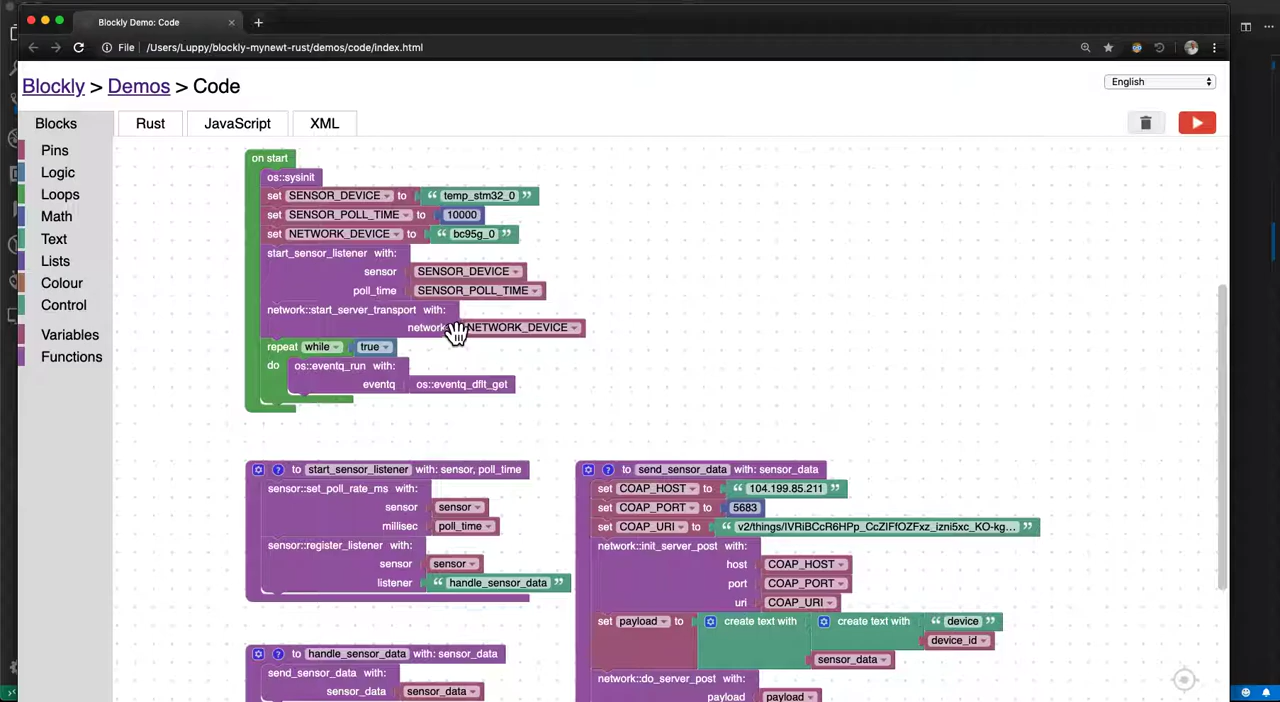 Blockly Demo: Code
File /Users/Luppy/blockly-mynewt-rust/demos/code/index.html
Blockly > Demos > Code
English
Blocks
Rust
JavaScript
XML
Pins
Logic
Loops
Math
Text
Lists
Colour
Control
Variables
Functions
on start
os::sysinit
set SENSOR_DEVICE to “ temp_stm32_0 ”
set SENSOR_POLL_TIME to 10000
set NETWORK_DEVICE to “ bc95g_0 ”
start_sensor_listener with:
sensor SENSOR_DEVICE
poll_time SENSOR_POLL_TIME
network::start_server_transport with:
network NETWORK_DEVICE
repeat while true
do os::eventq_run with:
eventq os::eventq_dflt_get
? to start_sensor_listener with: sensor, poll_time
sensor::set_poll_rate_ms with:
sensor sensor
millisec poll_time
sensor::register_listener with:
sensor sensor
listener “ handle_sensor_data ”
? to handle_sensor_data with: sensor_data
send_sensor_data with:
sensor_data sensor_data
? to send_sensor_data with: sensor_data
set COAP_HOST to “ 104.199.85.211 ”
set COAP_PORT to 5683
set COAP_URI to “ v2/things/IVRiBCcR6HPp_CcZIFfOZFxz_izni5xc_KO-kg... ”
network::init_server_post with:
host COAP_HOST
port COAP_PORT
uri COAP_URI
set payload to create text with create text with “ device ”
device_id
sensor_data
network::do_server_post with:
payload payload